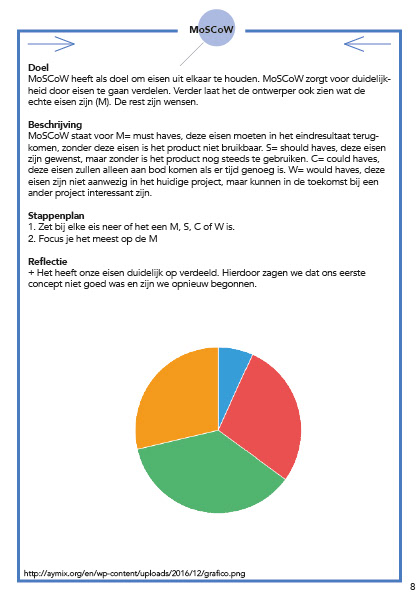 MoSCoW
Doel
MoSCoW heeft als doel om eisen uit elkaar te houden. MoSCoW zorgt voor duidelijk-
heid door eisen te gaan verdelen. Verder laat het de ontwerper ook zien wat de
echte eisen zijn (M). De rest zijn wensen.
Beschrijving
MoSCoW staat voor M= must haves, deze eisen moeten in het eindresultaat terug-
komen, zonder deze eisen is het product niet bruikbaar. S= should haves, deze eisen
zijn gewenst, maar zonder is het product nog steeds te gebruiken. C= could haves,
deze eisen zullen alleen aan bod komen als er tijd genoeg is. W= would haves, deze
eisen zijn niet aanwezig in het huidige project, maar kunnen in de toekomst bij een
ander project interessant zijn.
Stappenplan
1. Zet bij elke eis neer of het een M, S, C of W is.
2. Focus je het meest op de M
Reflectie
+ Het heeft onze eisen duidelijk op verdeeld. Hierdoor zagen we dat ons eerste
concept niet goed was en zijn we opnieuw begonnen.
http://aymix.org/en/wp-content/uploads/2016/12/grafico.png
8